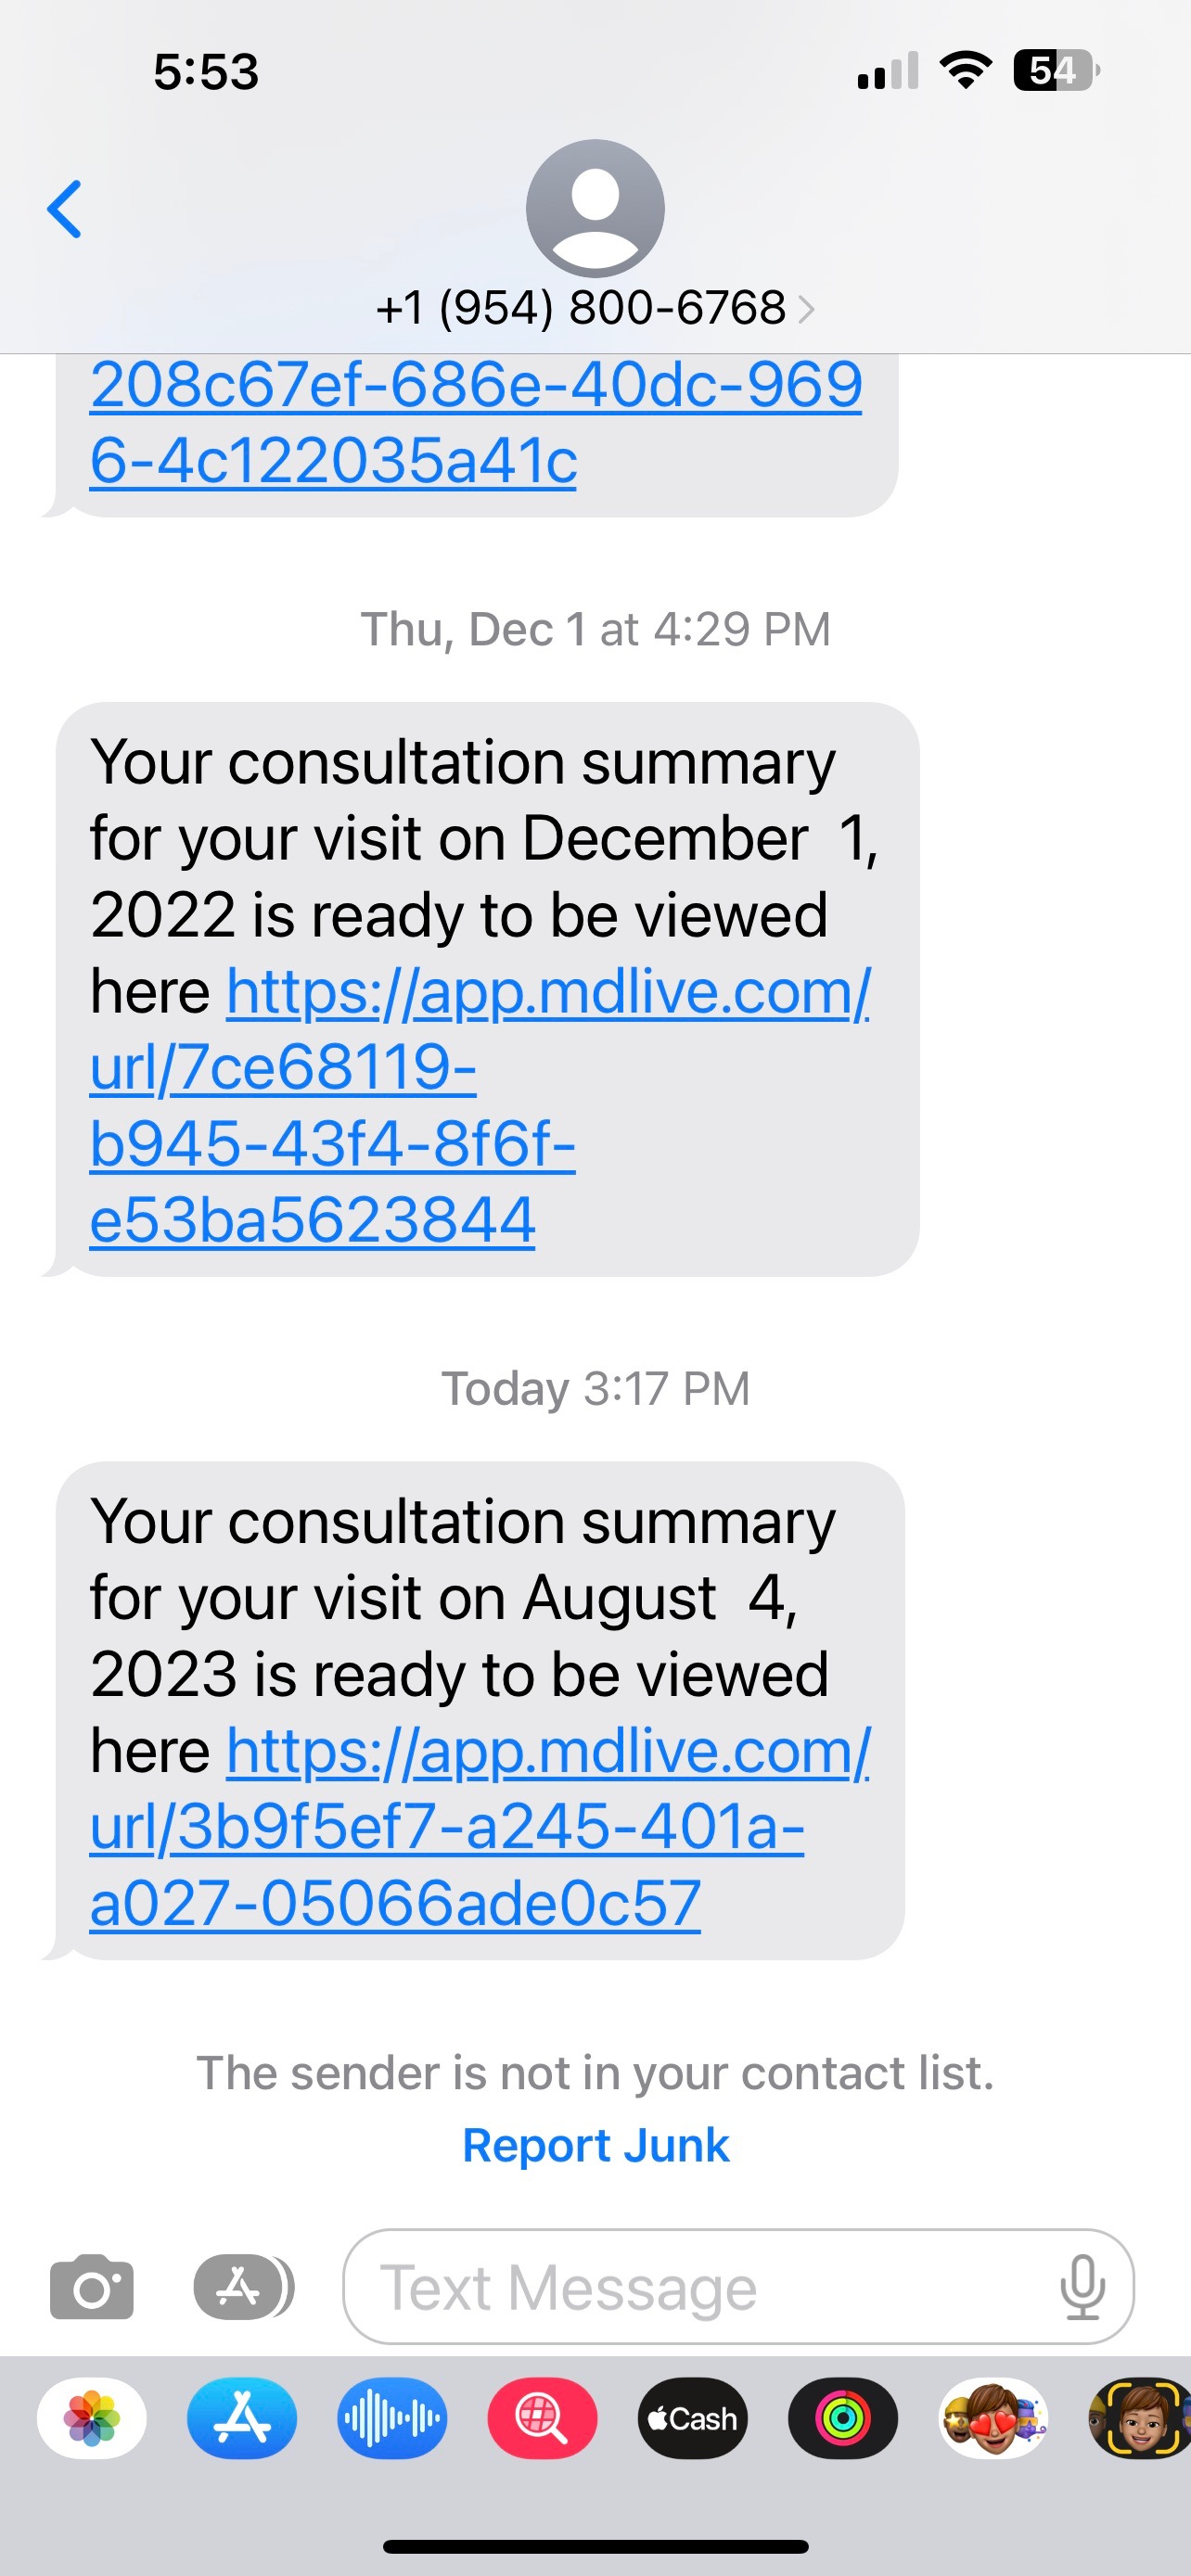 5:53
54
+1 (954) 800-6768
208c67ef-686e-40dc-969
6-4c122035a41c
Thu, Dec 1 at 4:29 PM
Your consultation summary
for your visit on December  1,
2022 is ready to be viewed
here https://app.mdlive.com/
url/7ce68119-
b945-43f4-8f6f-
e53ba5623844
Today 3:17 PM
Your consultation summary
for your visit on August  4,
2023 is ready to be viewed
here https://app.mdlive.com/
url/3b9f5ef7-a245-401a-
a027-05066ade0c57
The sender is not in your contact list.
Report Junk
Text Message
Cash